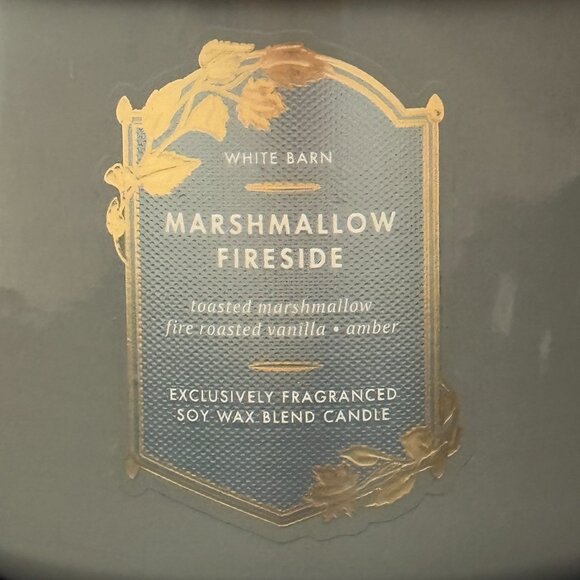 WHITE BARN
MARSHMALLOW
FIRESIDE
toasted marshmallow
fire roasted vanilla • amber
EXCLUSIVELY FRAGRANCED
SOY WAX BLEND CANDLE